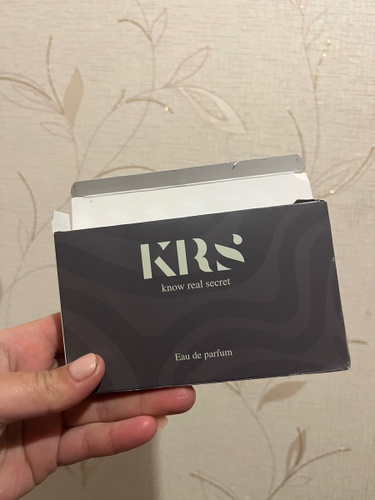 KRS
know real secret
Eau de parfum